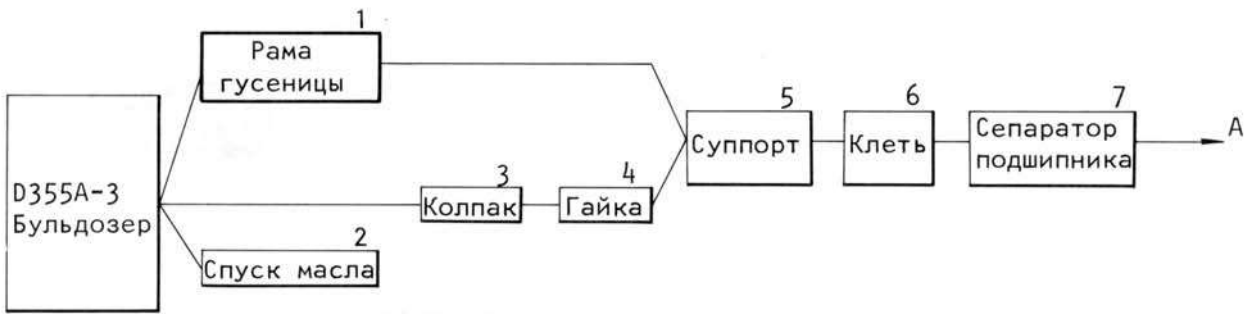 1
Рама
гусеницы
D355A-3
Бульдозер
2
Спуск масла
3
Колпак
4
Гайка
5
Суппорт
6
Клеть
7
Сепаратор
подшипника
A